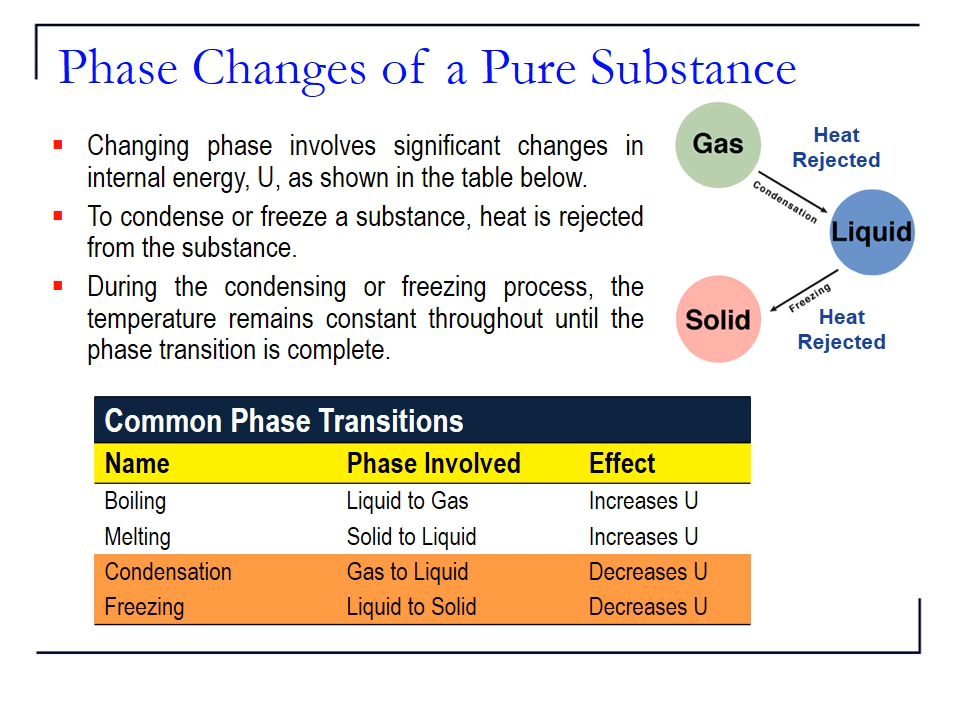 Phase Changes of a Pure Substance
Changing phase involves significant changes in
internal energy, U, as shown in the table below.
To condense or freeze a substance, heat is rejected
from the substance.
During the condensing or freezing process, the
temperature remains constant throughout until the
phase transition is complete.
Gas
Heat
Rejected
Condensation
Liquid
Freezing
Solid
Heat
Rejected
Common Phase Transitions
Name Phase Involved Effect
Boiling Liquid to Gas Increases U
Melting Solid to Liquid Increases U
Condensation Gas to Liquid Decreases U
Freezing Liquid to Solid Decreases U